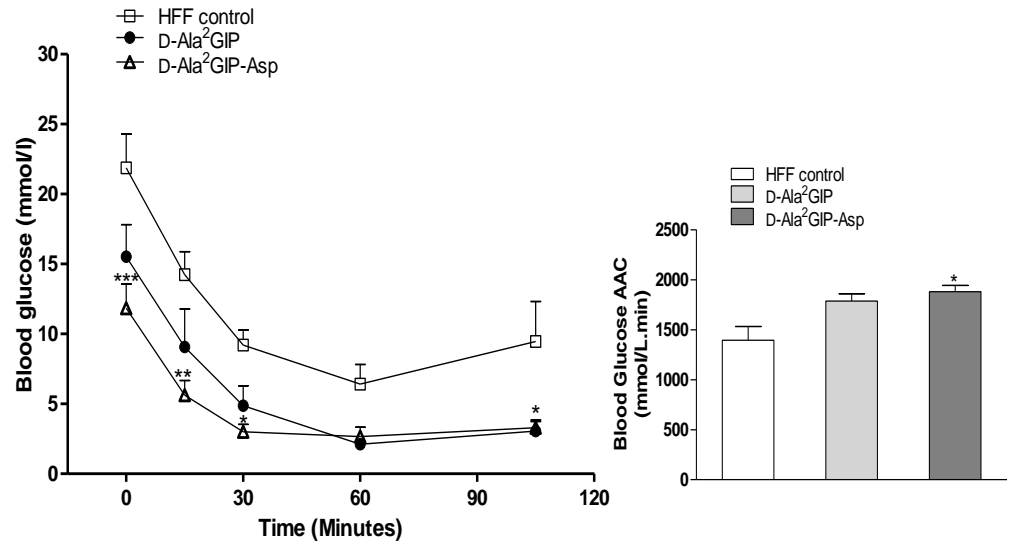 HFF control
D-Ala²GIP
D-Ala²GIP-Asp
Blood glucose (mmol/l)
30
25
20
15
10
5
0
***
**
*
*
0
30
60
90
120
Time (Minutes)
HFF control
D-Ala²GIP
D-Ala²GIP-Asp
Blood Glucose AAC
(mmol/L.min)
2500
2000
1500
1000
500
0
*